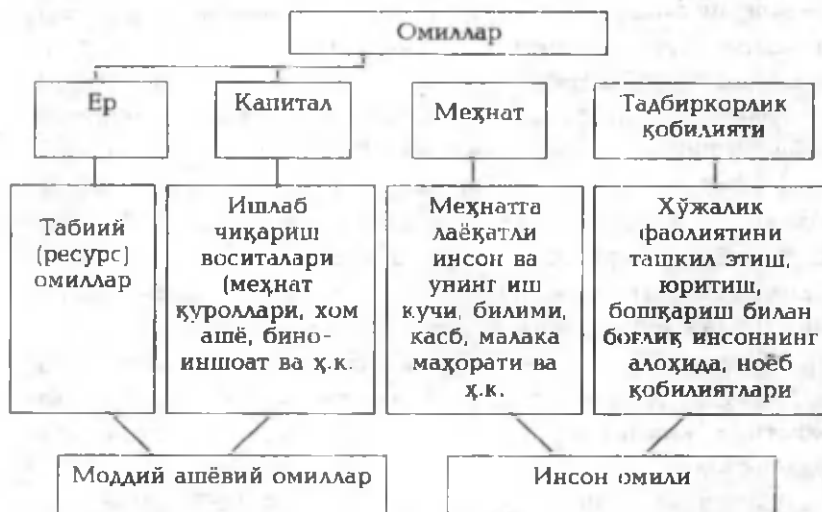 Омиллар
Ер
Капитал
Меҳнат
Тадбиркорлик
қобилияти
Табиий
(ресурс)
омиллар
Ишлаб
чиқариш
воситалари
(меҳнат
қуроллари, хом
ашё, бино-
иншоат ва ҳ.к.
Меҳнатта
лаёқатли
инсон ва
унинг иш
кучи, билими,
касб, малака
маҳорати ва
ҳ.к.
Хўжалик
фаолиятини
ташкил этиш,
юритиш,
бошқариш билан
боғлиқ инсоннинг
алоҳида, ноёб
қобилиятлари
Моддий ашёвий омиллар
Инсон омили